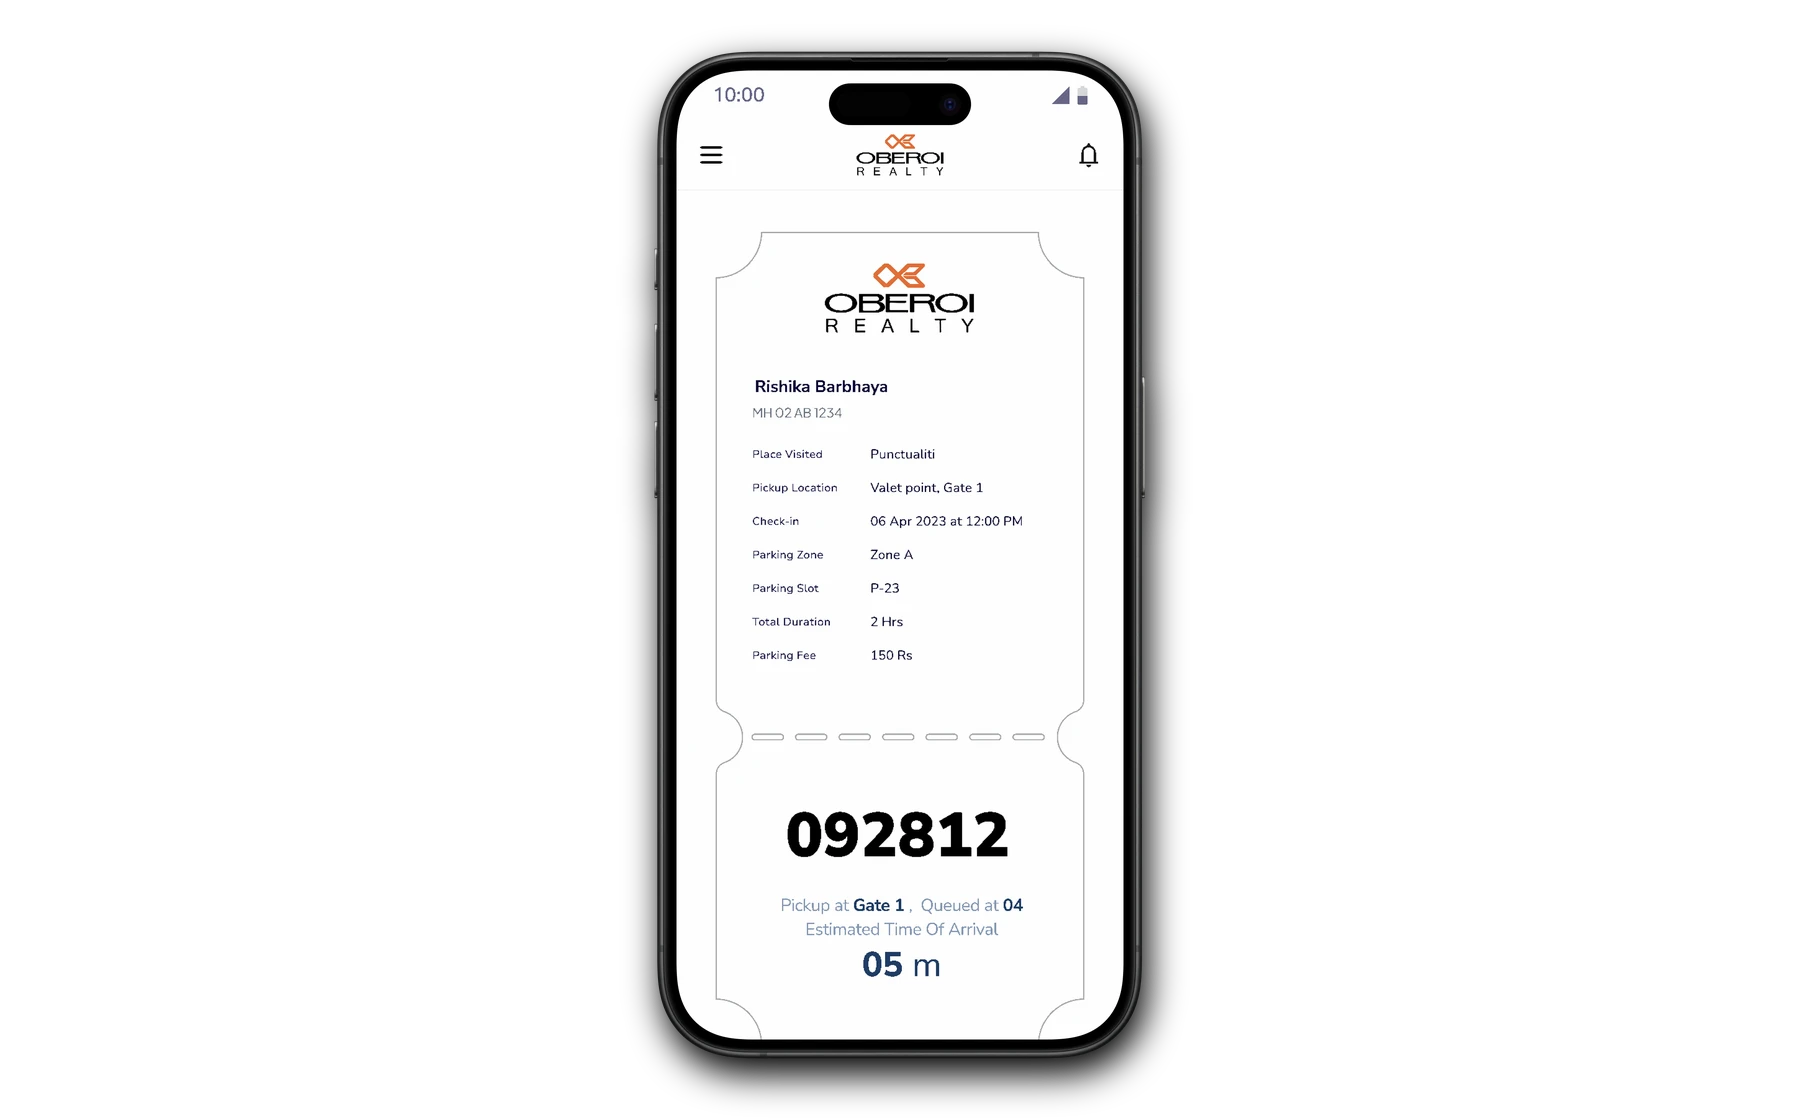 10:00
OBEROI
REALTY
OBEROI
REALTY
Rishika Barbhaya
MH 02 AB 1234
Place Visited Punctualiti
Pickup Location Valet point, Gate 1
Check-in 06 Apr 2023 at 12:00 PM
Parking Zone Zone A
Parking Slot P-23
Total Duration 2 Hrs
Parking Fee 150 Rs
092812
Pickup at Gate 1 , Queued at 04
Estimated Time Of Arrival
05 m